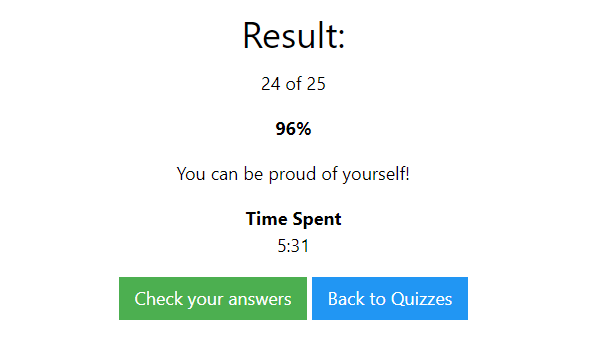 Result:
24 of 25
96%
You can be proud of yourself!
Time Spent
5:31
Check your answers
Back to Quizzes